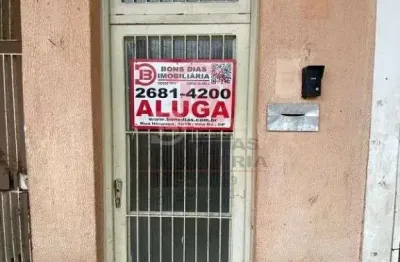 BONS DIAS
IMOBILIÁRIA
2681-4200
ALUGA
www.bonsdias.com.br